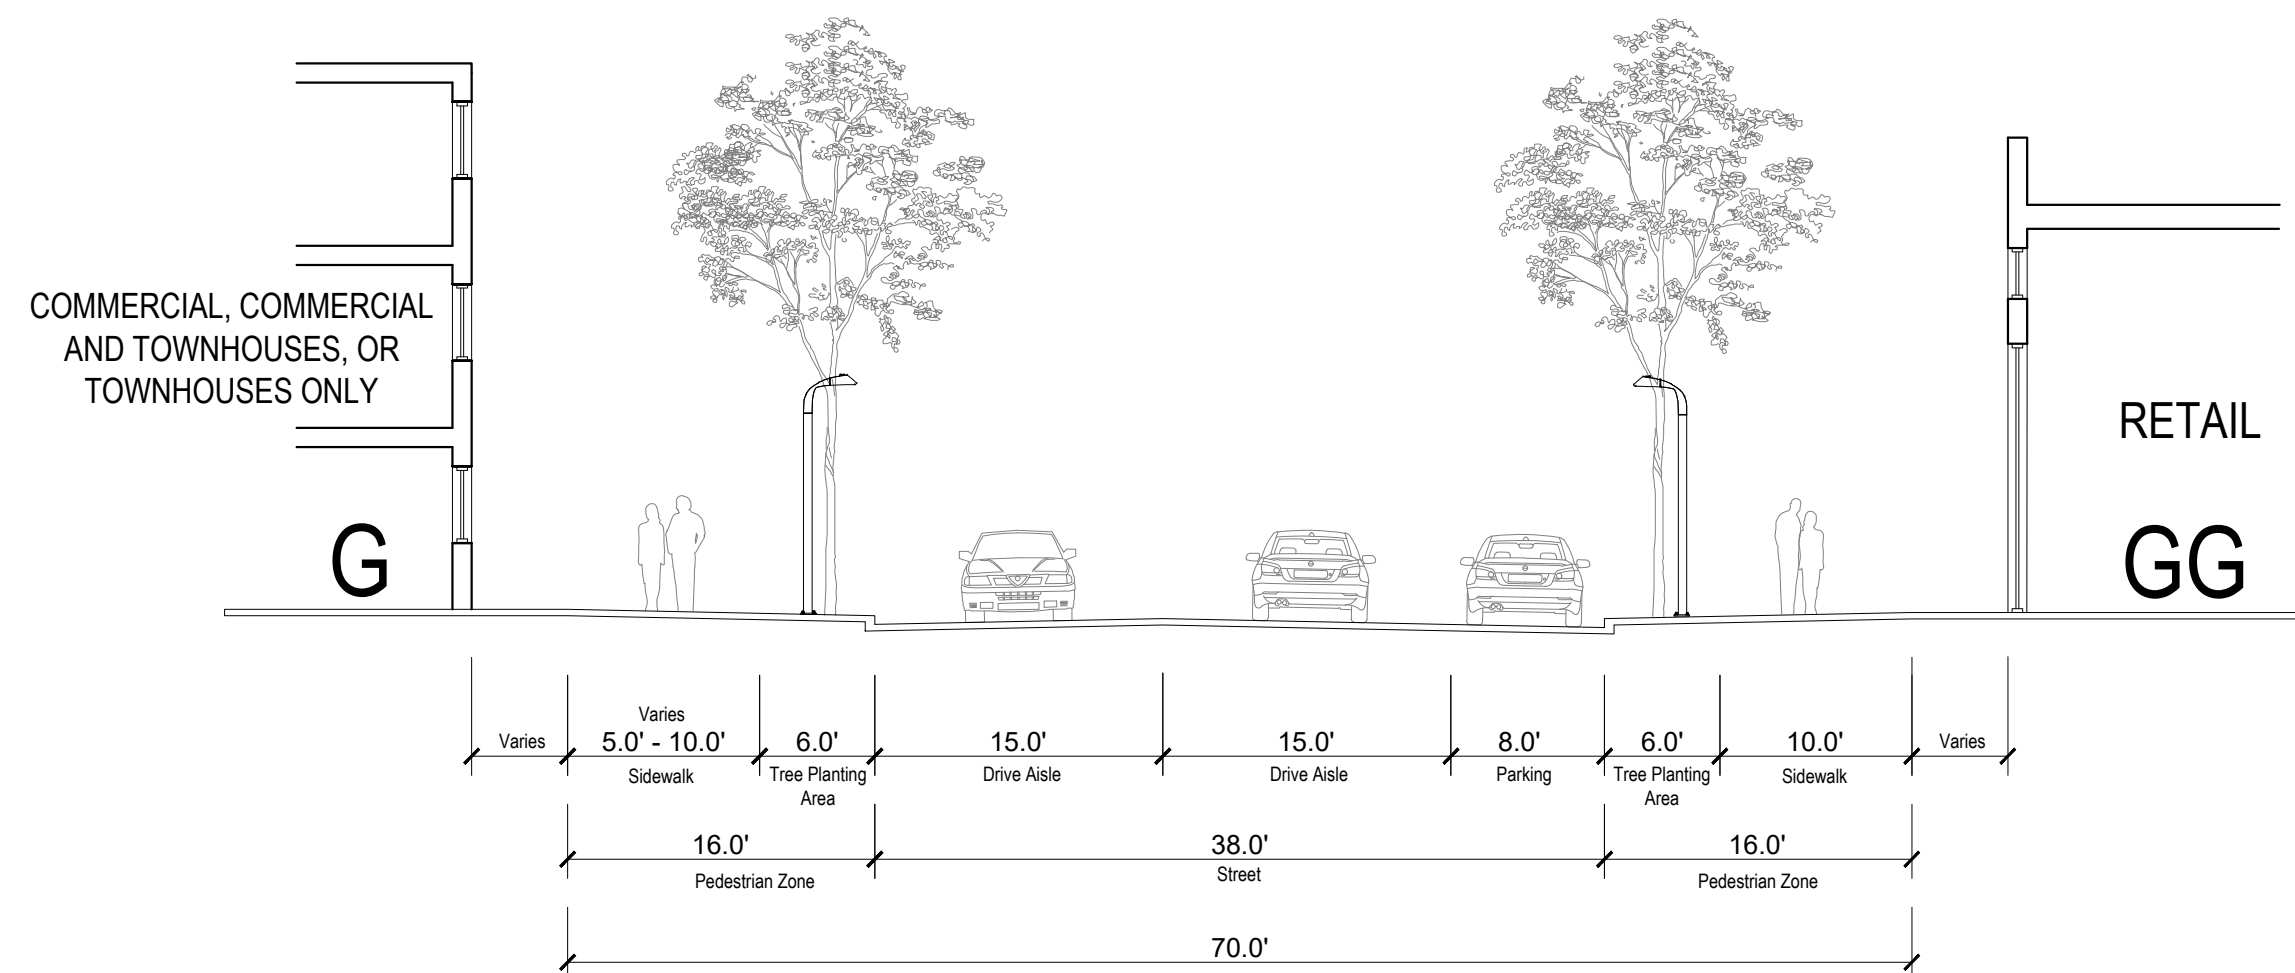 COMMERCIAL, COMMERCIAL
AND TOWNHOUSES, OR
TOWNHOUSES ONLY
G
RETAIL
GG
Varies
Varies
5.0' - 10.0'
Sidewalk
6.0'
Tree Planting
Area
15.0'
Drive Aisle
15.0'
Drive Aisle
8.0'
Parking
6.0'
Tree Planting
Area
10.0'
Sidewalk
Varies
16.0'
Pedestrian Zone
38.0'
Street
16.0'
Pedestrian Zone
70.0'